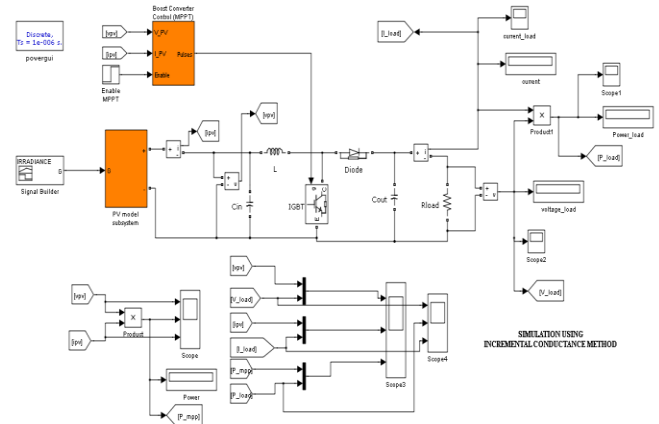 Discrete,
Ts = 1e-006 s.
powergui
Boost Converter
Control (MPPT)
[vpv]
V_PV
[ipv]
I_PV
Pulses
Enable
Enable
MPPT
[I_load]
current_load
current
Scope1
X
Product1
Power_load
[P_load]
[ipv]
[vpv]
+ i
-
+ v
-
IRRADIANCE
Signal Builder
G
+
-
PV model
subsystem
Cin
L
IGBT
g
C
E
Diode
Cout
+ i
-
Rload
+ v
-
voltage_load
Scope2
[V_load]
[vpv]
[ipv]
X
Product
Scope
Power
[P_mpp]
[vpv]
[V_load]
[ipv]
[I_load]
[P_mpp]
[P_load]
Scope3
Scope4
SIMULATION USING
INCREMENTAL CONDUCTANCE METHOD